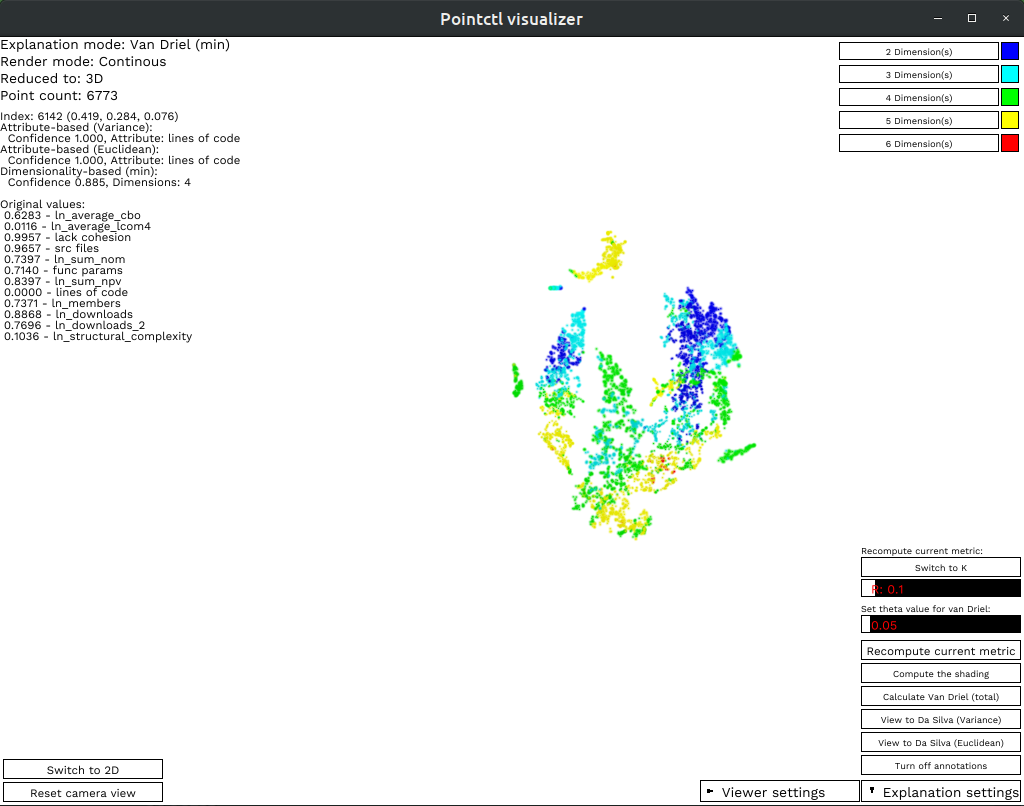 Pointctl visualizer
Explanation mode: Van Driel (min)
Render mode: Continous
Reduced to: 3D
Point count: 6773
Index: 6142 (0.419, 0.284, 0.076)
Attribute-based (Variance):
Confidence 1.000, Attribute: lines of code
Attribute-based (Euclidean):
Confidence 1.000, Attribute: lines of code
Dimensionality-based (min):
Confidence 0.885, Dimensions: 4
Original values:
0.6283 - ln_average_cbo
0.0116 - ln_average_lcom4
0.9957 - lack cohesion
0.9657 - src files
0.7397 - ln_sum_nom
0.7140 - func params
0.8397 - ln_sum_npv
0.0000 - lines of code
0.7371 - ln_members
0.8868 - ln_downloads
0.7696 - ln_downloads_2
0.1036 - ln_structural_complexity
2 Dimension(s)
3 Dimension(s)
4 Dimension(s)
5 Dimension(s)
6 Dimension(s)
Recompute current metric:
Switch to K
R: 0.1
Set theta value for van Driel:
0.05
Recompute current metric
Compute the shading
Calculate Van Driel (total)
View to Da Silva (Variance)
View to Da Silva (Euclidean)
Turn off annotations
Switch to 2D
Reset camera view
Viewer settings
Explanation settings